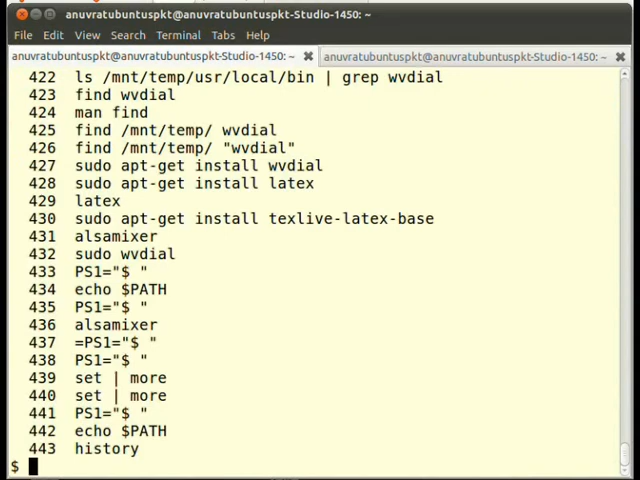 anuvratubuntuspkt@anuvratubuntuspkt-Studio-1450: ~
File Edit View Search Terminal Tabs Help
anuvratubuntuspkt@anuvratubuntuspkt-Studio-1450: ~ anuvratubuntuspkt@anuvratubuntuspkt-Studio-1450: ~
422 ls /mnt/temp/usr/local/bin | grep wvdial
423 find wvdial
424 man find
425 find /mnt/temp/ wvdial
426 find /mnt/temp/ "wvdial"
427 sudo apt-get install wvdial
428 sudo apt-get install latex
429 latex
430 sudo apt-get install texlive-latex-base
431 alsamixer
432 sudo wvdial
433 PS1="$ "
434 echo $PATH
435 PS1="$ "
436 alsamixer
437 =PS1="$ "
438 PS1="$ "
439 set | more
440 set | more
441 PS1="$ "
442 echo $PATH
443 history
$